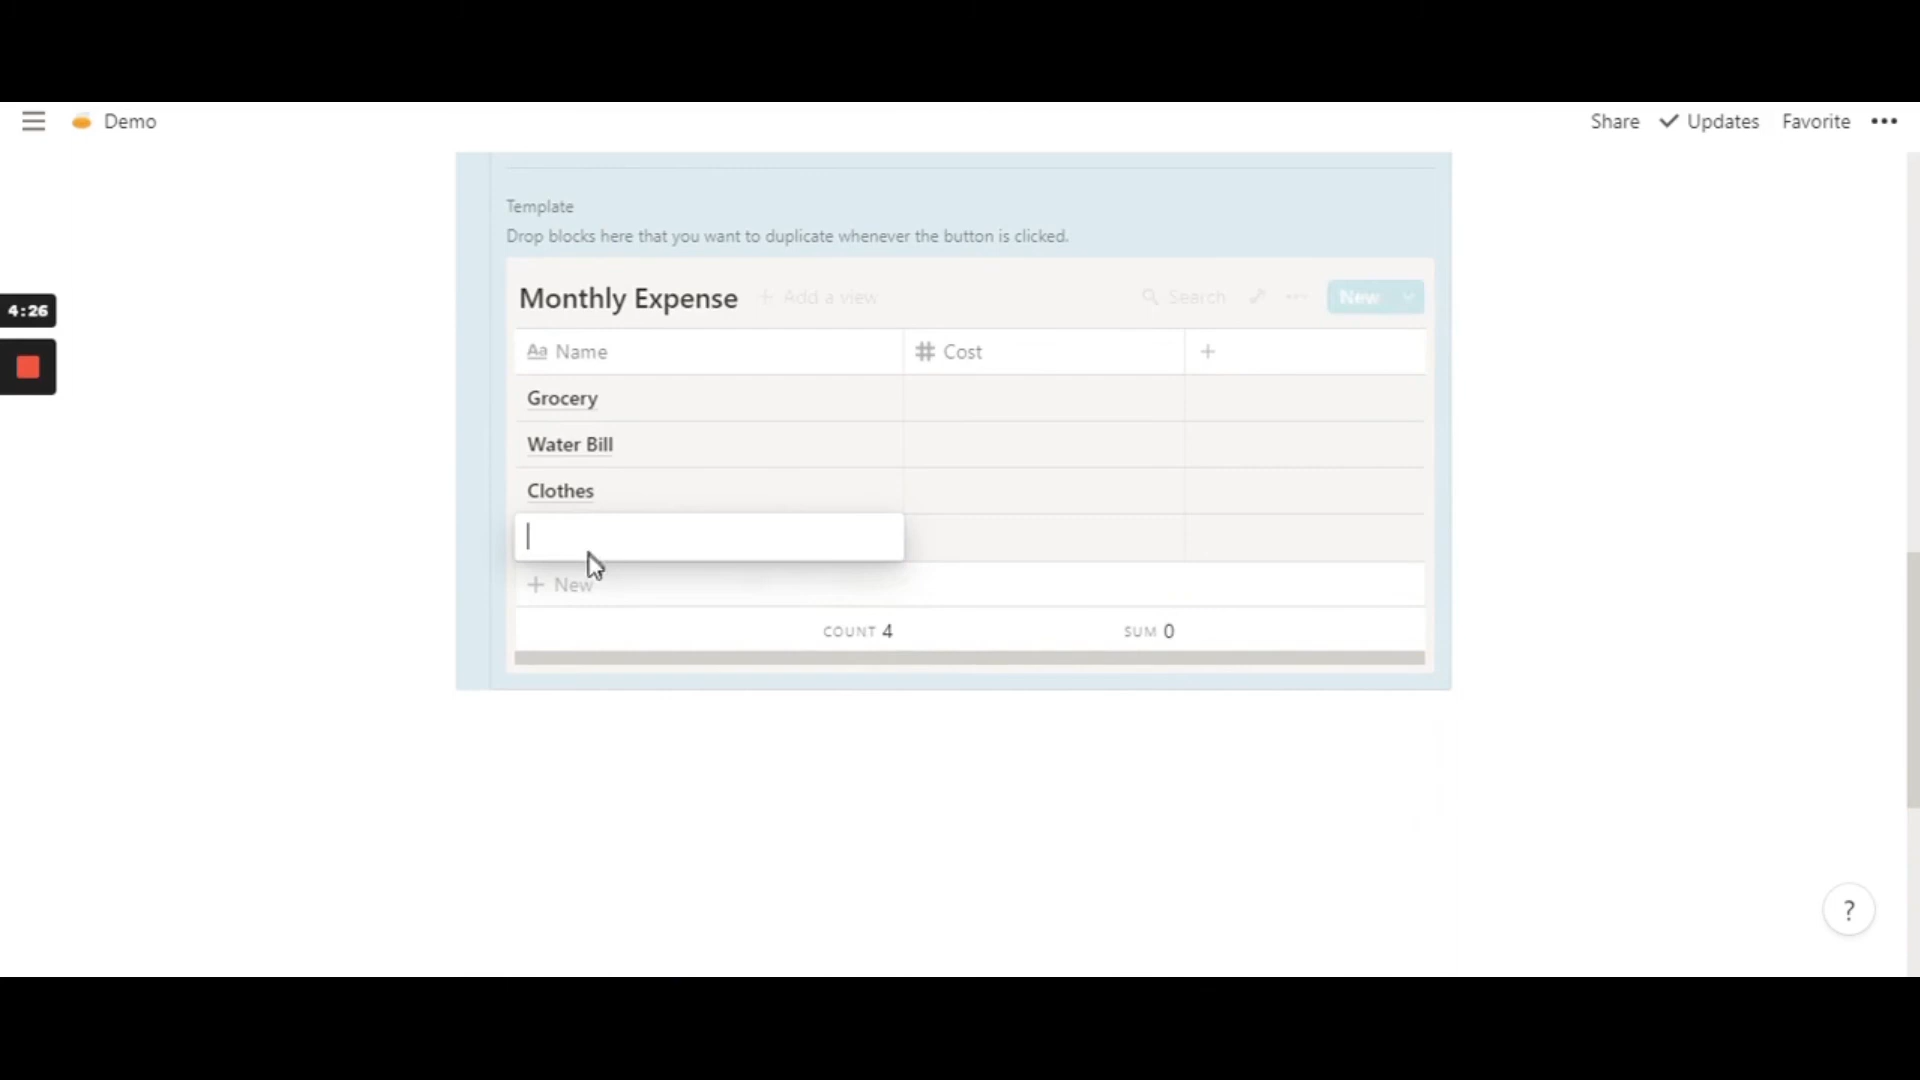 Demo
Share ✓ Updates Favorite •••
Template
Drop blocks here that you want to duplicate whenever the button is clicked.
4:26
Monthly Expense + Add a view Search ••• New
Aa Name # Cost +
Grocery
Water Bill
Clothes
+ New
COUNT 4 SUM 0
?